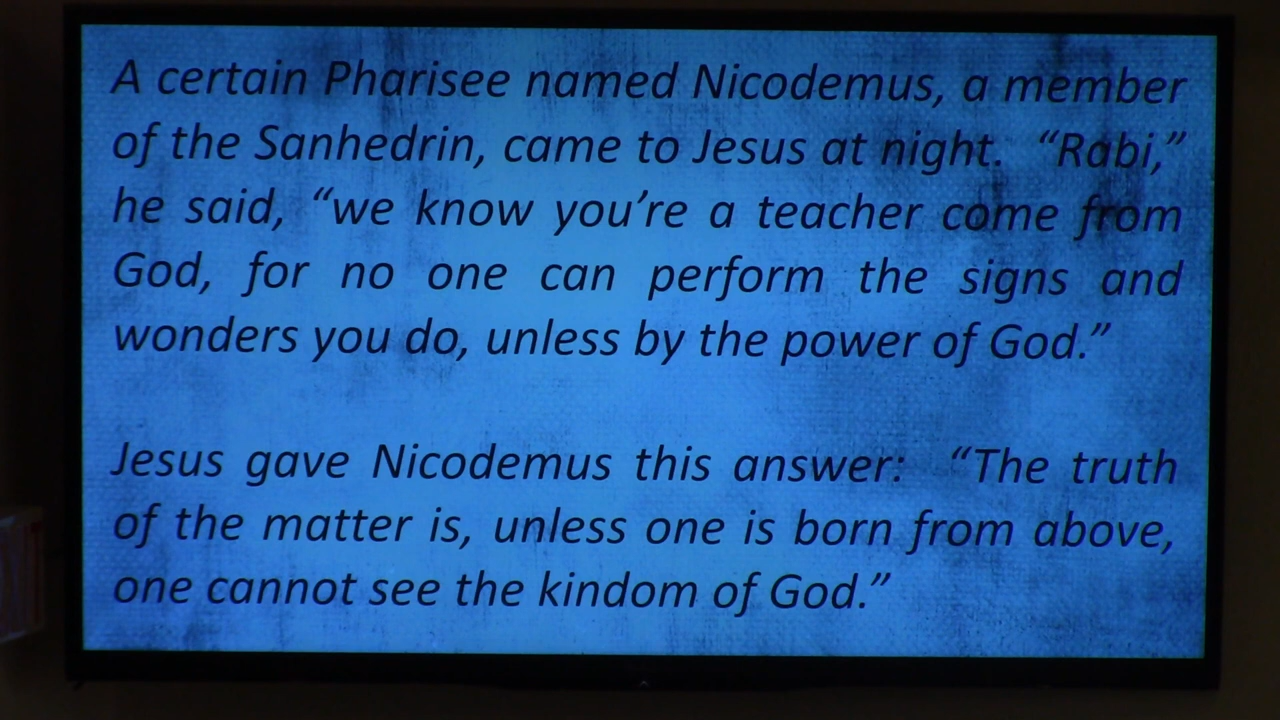 A certain Pharisee named Nicodemus, a member
of the Sanhedrin, came to Jesus at night. “Rabi,”
he said, “we know you’re a teacher come from
God, for no one can perform the signs and
wonders you do, unless by the power of God.”
Jesus gave Nicodemus this answer: “The truth
of the matter is, unless one is born from above,
one cannot see the kindom of God.”